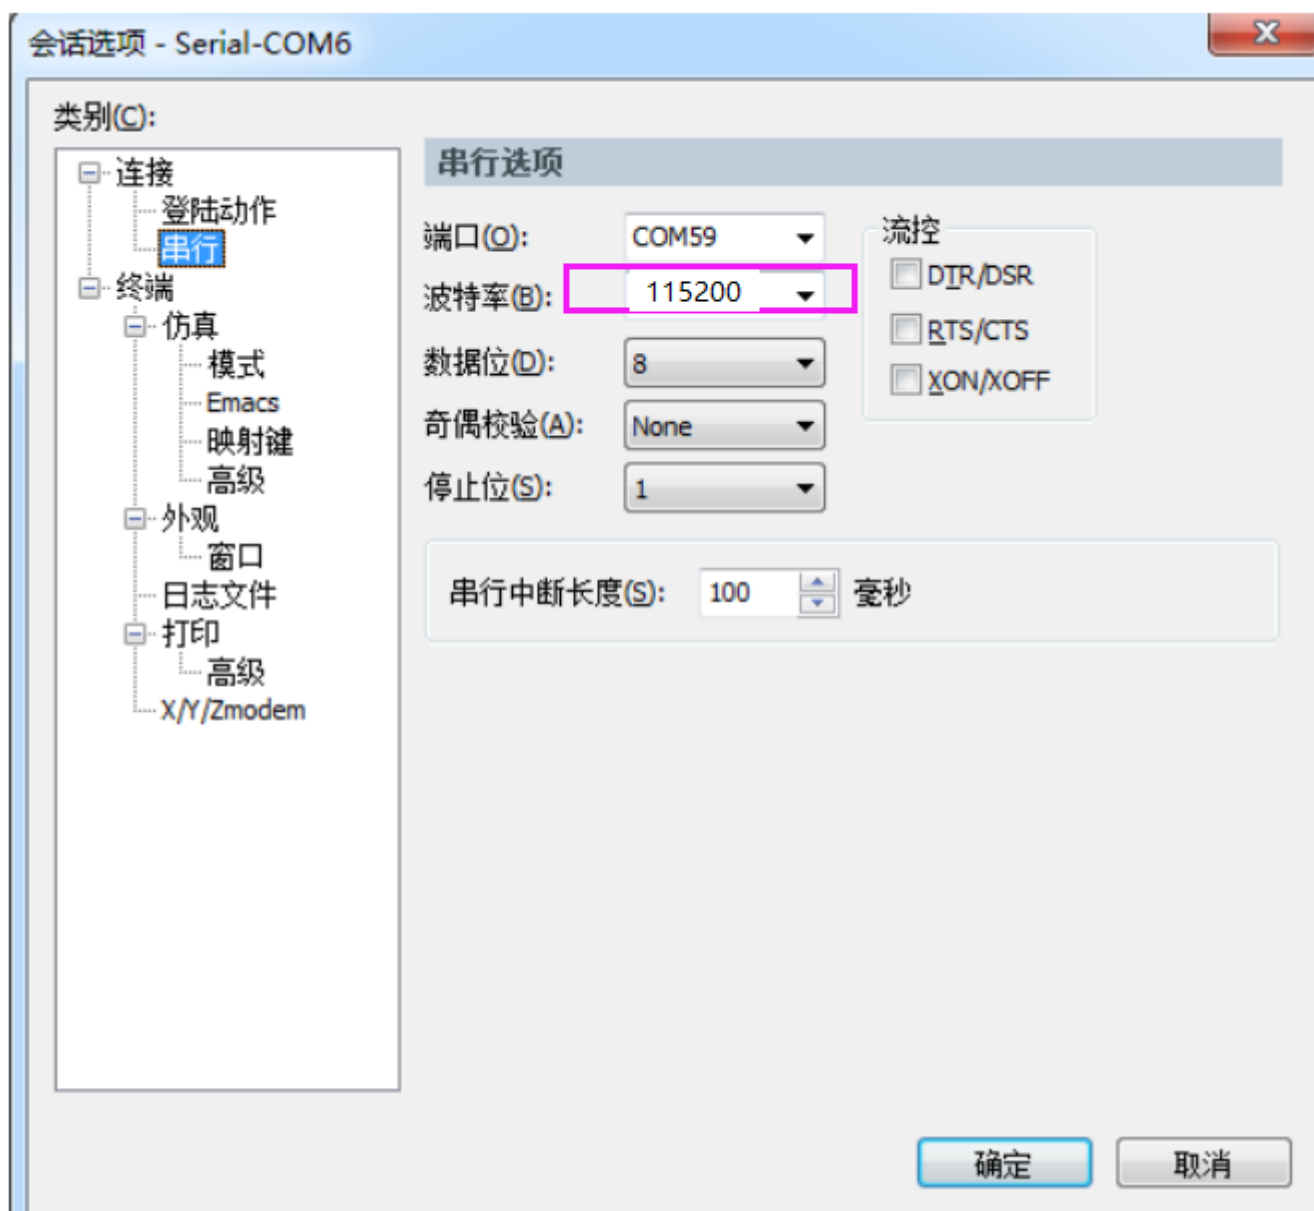 会话选项 - Serial-COM6
类别(C):
连接
登陆动作
串行
终端
仿真
模式
Emacs
映射键
高级
外观
窗口
日志文件
打印
高级
X/Y/Zmodem
串行选项
端口(O): COM59
波特率(B): 115200
数据位(D): 8
奇偶校验(A): None
停止位(S): 1
流控
DTR/DSR
RTS/CTS
XON/XOFF
串行中断长度(S): 100 毫秒
确定 取消